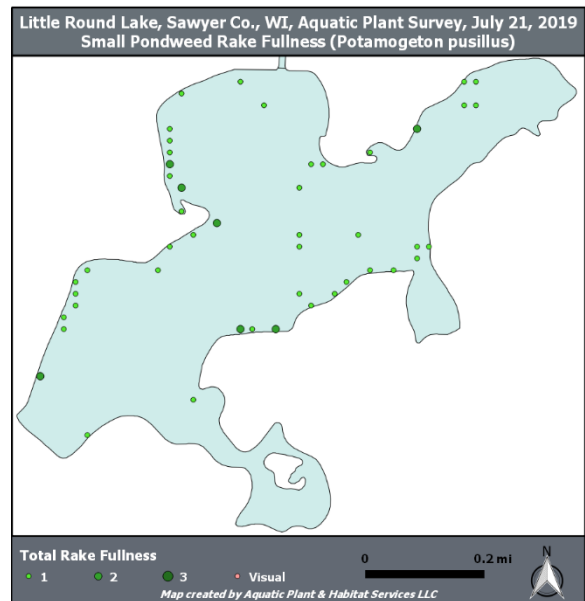 Little Round Lake, Sawyer Co., WI, Aquatic Plant Survey, July 21, 2019
Small Pondweed Rake Fullness (Potamogeton pusillus)
Total Rake Fullness
1 2 3 Visual
0 0.2 mi
N
Map created by Aquatic Plant & Habitat Services LLC